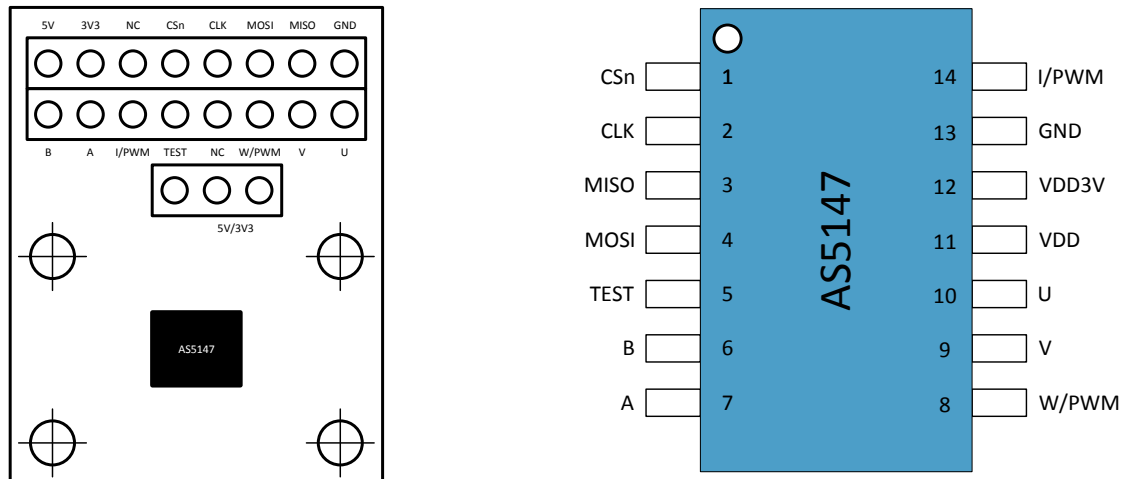 5V 3V3 NC CSn CLK MOSI MISO GND
B A I/PWM TEST NC W/PWM V U
5V/3V3
AS5147
CSn 1 14 I/PWM
CLK 2 13 GND
MISO 3 12 VDD3V
MOSI 4 11 VDD
TEST 5 10 U
B 6 9 V
A 7 8 W/PWM
AS5147